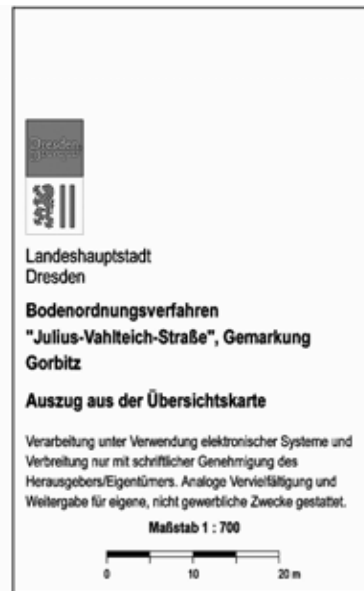 Dresden
Landeshauptstadt
Dresden
Bodenordnungsverfahren
"Julius-Vahlteich-Straße", Gemarkung
Gorbitz
Auszug aus der Übersichtskarte
Verarbeitung unter Verwendung elektronischer Systeme und
Verbreitung nur mit schriftlicher Genehmigung des
Herausgebers/Eigentümers. Analoge Vervielfältigung und
Weitergabe für eigene, nicht gewerbliche Zwecke gestattet.
Maßstab 1 : 700
0 10 20 m